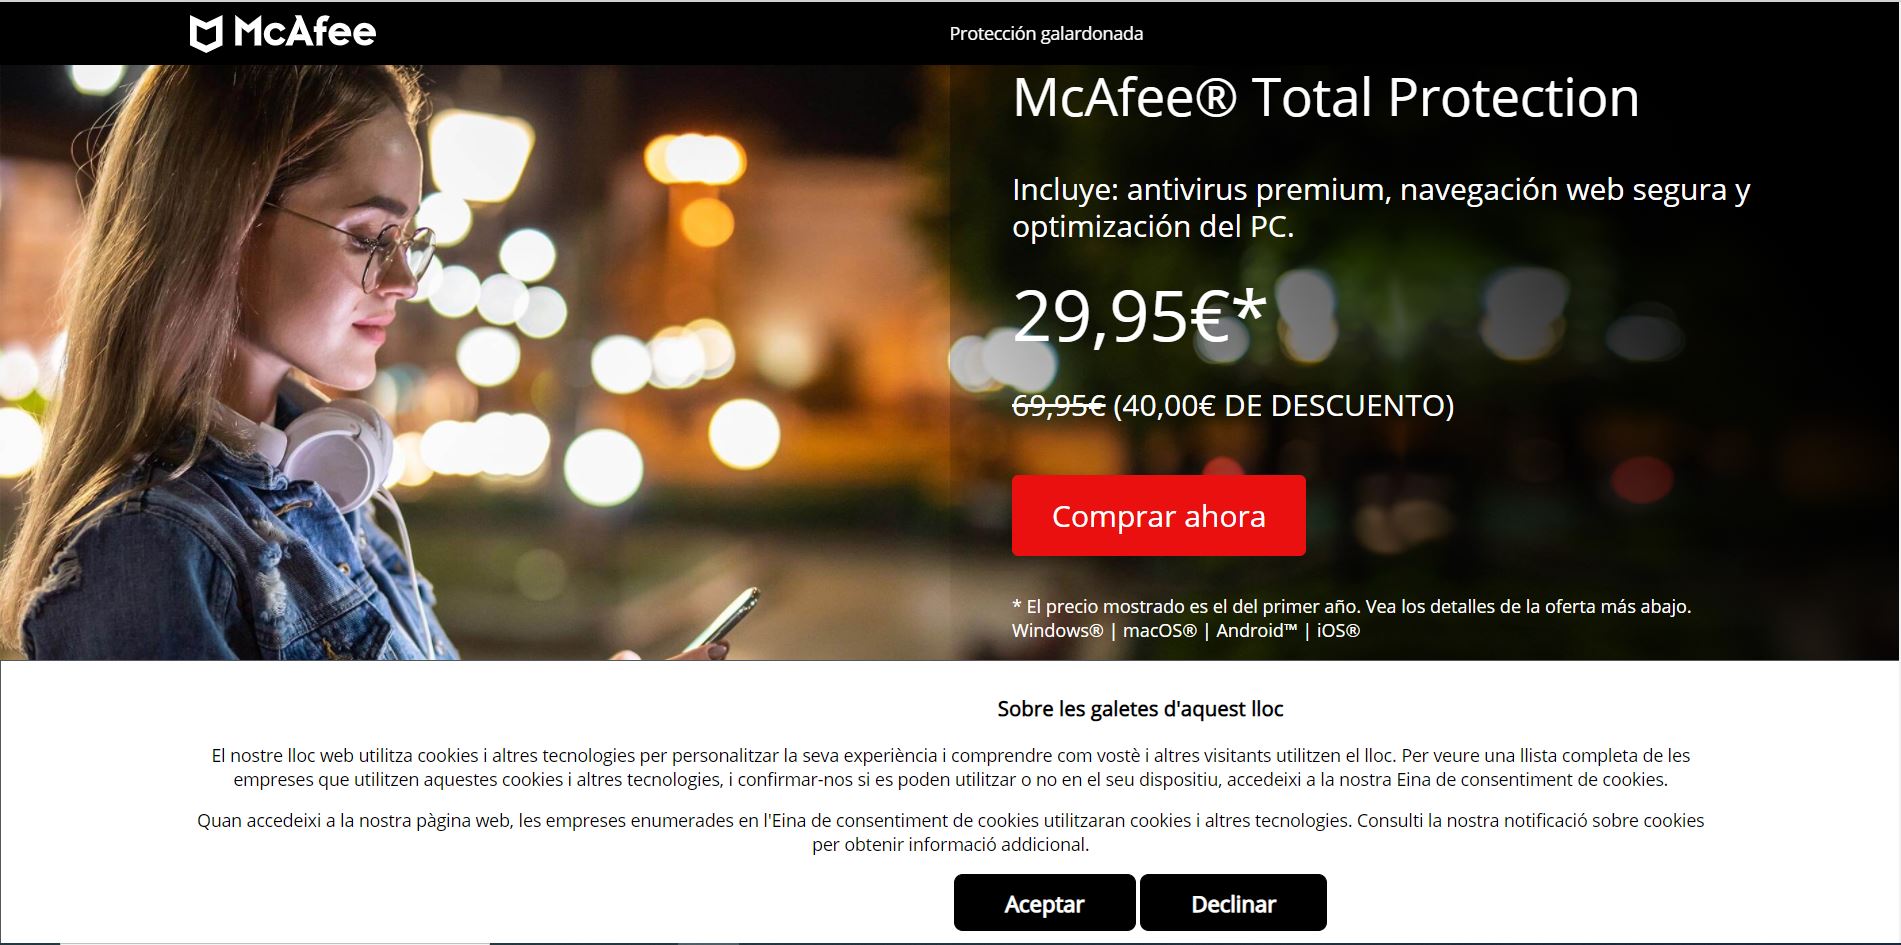 McAfee
Protección galardonada
McAfee® Total Protection
Incluye: antivirus premium, navegación web segura y
optimización del PC.
29,95€*
69,95€ (40,00€ DE DESCUENTO)
Comprar ahora
* El precio mostrado es el del primer año. Vea los detalles de la oferta más abajo.
Windows® | macOS® | Android™ | iOS®
Sobre les galetes d'aquest lloc
El nostre lloc web utilitza cookies i altres tecnologies per personalitzar la seva experiència i comprendre com vostè i altres visitants utilitzen el lloc. Per veure una llista completa de les
empreses que utilitzen aquestes cookies i altres tecnologies, i confirmar-nos si es poden utilitzar o no en el seu dispositiu, accedeixi a la nostra Eina de consentiment de cookies.
Quan accedeixi a la nostra pàgina web, les empreses enumerades en l'Eina de consentiment de cookies utilitzaran cookies i altres tecnologies. Consulti la nostra notificació sobre cookies
per obtenir informació addicional.
Aceptar
Declinar